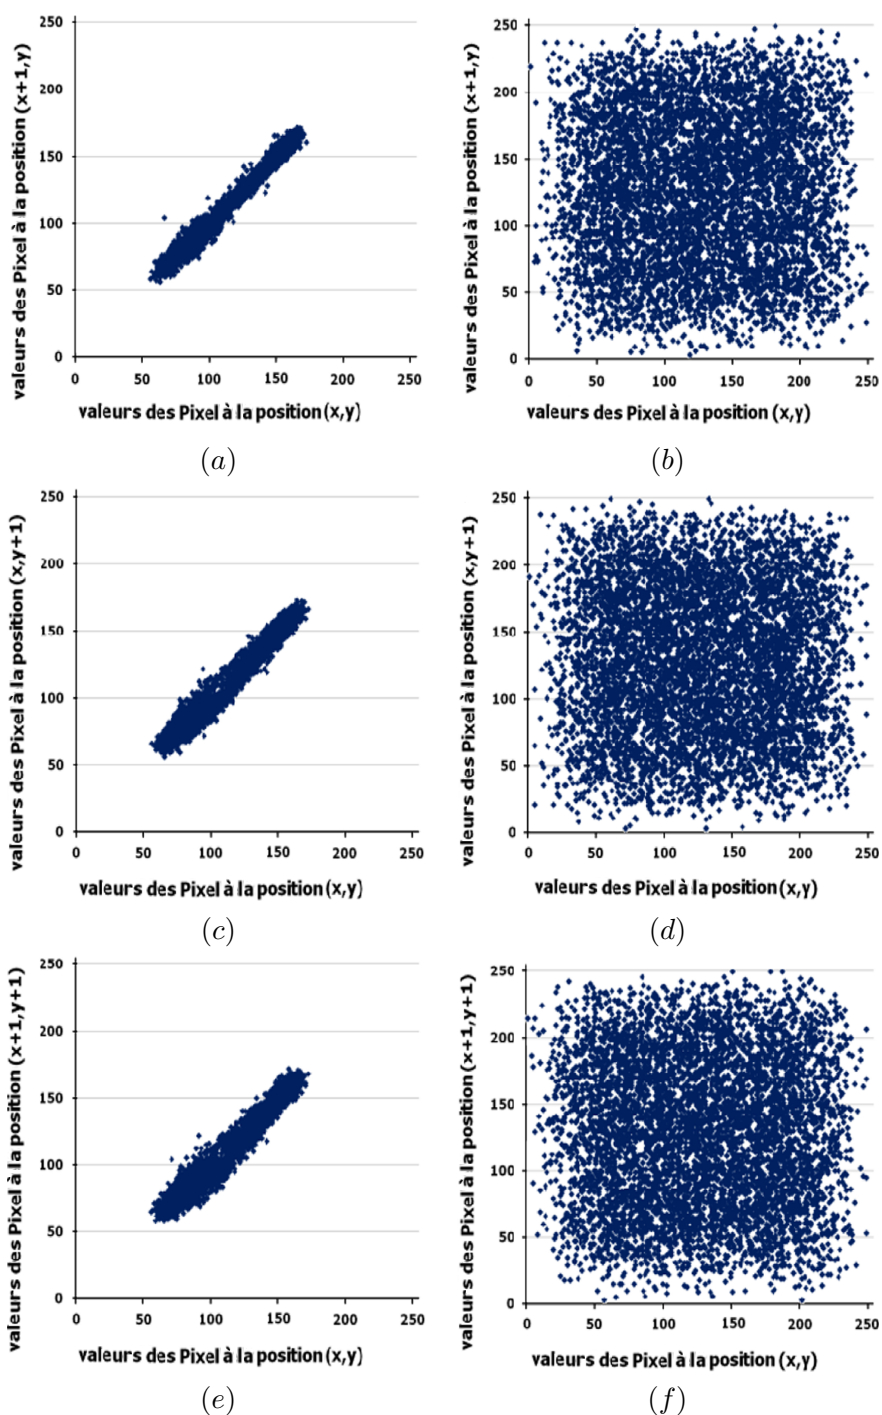 valeurs des Pixel à la position (x+1,y)
250
200
150
100
50
0
0 50 100 150 200 250
valeurs des Pixel à la position (x,y)
(a)
valeurs des Pixel à la position (x+1,y)
250
200
150
100
50
0
0 50 100 150 200 250
valeurs des Pixel à la position (x,y)
(b)
valeurs des Pixel à la position (x,y+1)
250
200
150
100
50
0
0 50 100 150 200 250
valeurs des Pixel à la position (x,y)
(c)
valeurs des Pixel à la position (x,y+1)
250
200
150
100
50
0
0 50 100 150 200 250
valeurs des Pixel à la position (x,y)
(d)
valeurs des Pixel à la position (x+1,y+1)
250
200
150
100
50
0
0 50 100 150 200 250
valeurs des Pixel à la position (x,y)
(e)
valeurs des Pixel à la position (x+1,y+1)
250
200
150
100
50
0
0 50 100 150 200 250
valeurs des Pixel à la position (x,y)
(f)